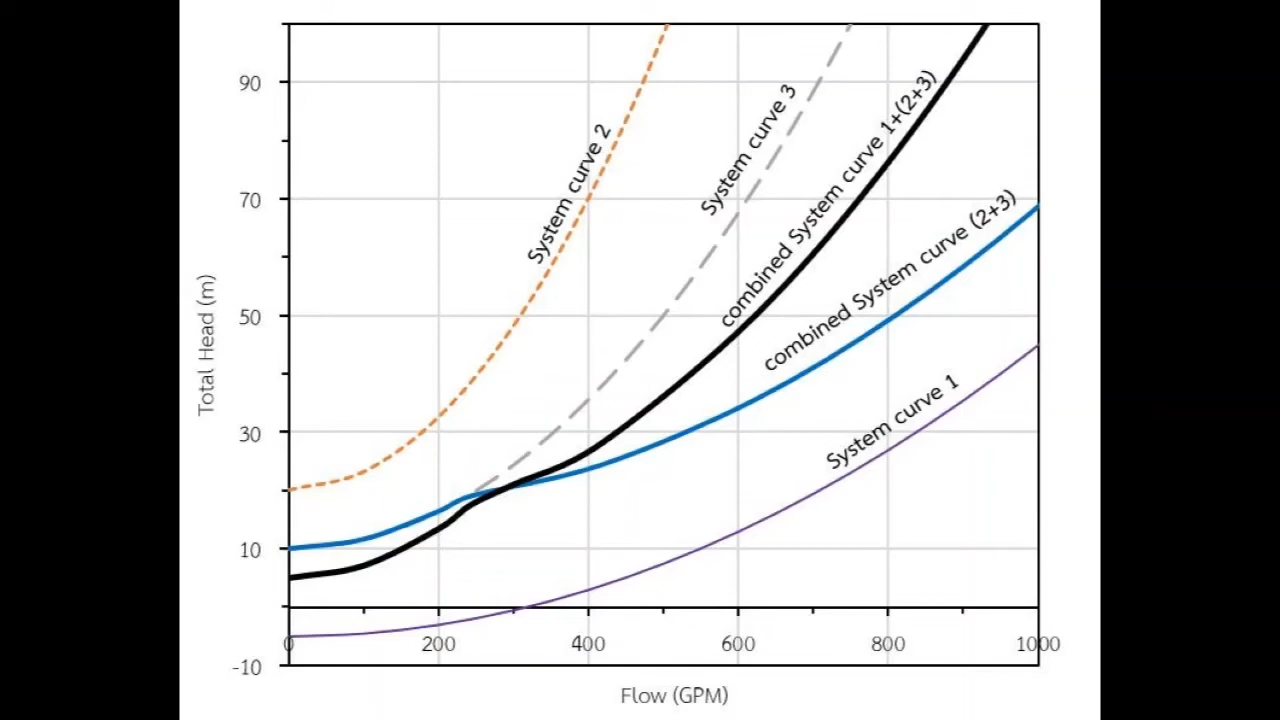 90
70
50
30
10
-10
0
200
400
600
800
1000
Total Head (m)
Flow (GPM)
System curve 2
System curve 3
combined System curve 1+(2+3)
combined System curve (2+3)
System curve 1